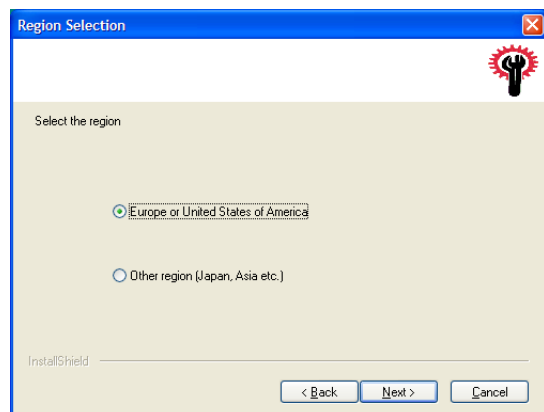 Region Selection
Select the region
Europe or United States of America
Other region (Japan, Asia etc.)
InstallShield
< Back
Next >
Cancel